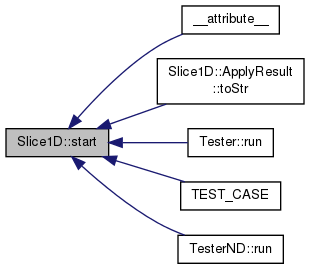 __attribute__
Slice1D::ApplyResult
::toStr
Slice1D::start
Tester::run
TEST_CASE
TesterND::run